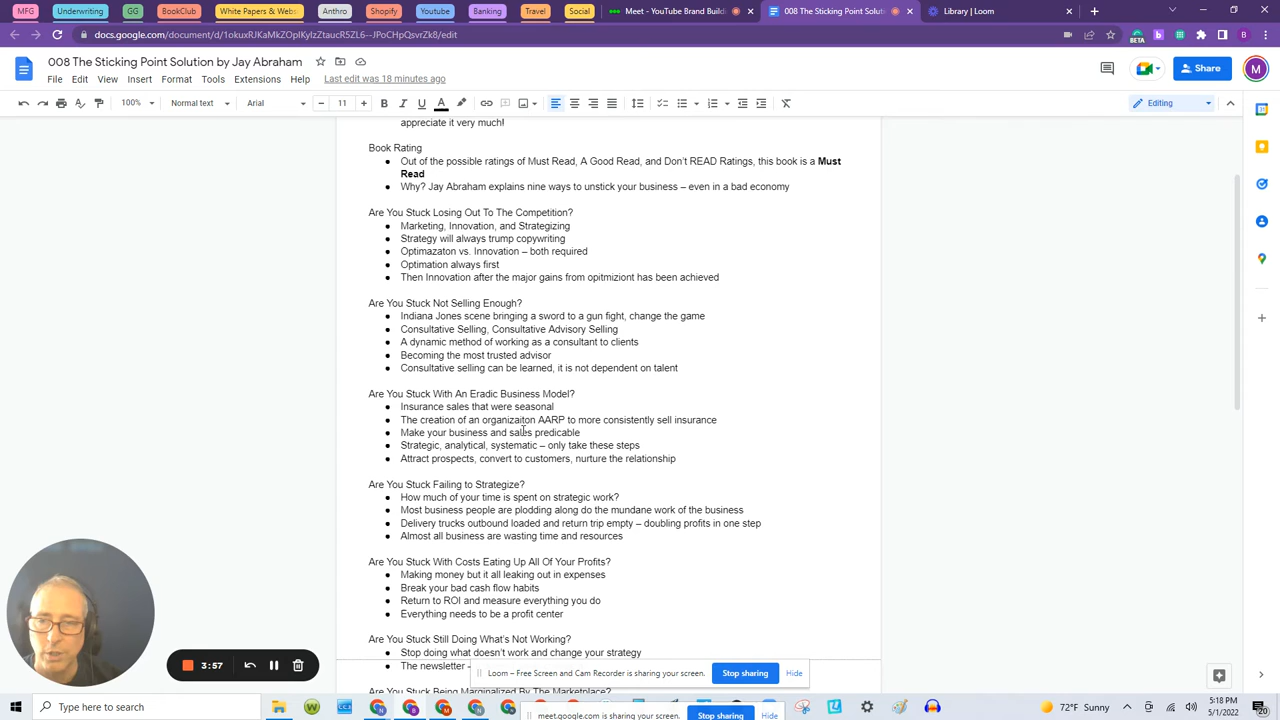 MFG
Underwriting
GG
BookClub
White Papers & Webs
Anthro
Shopify
Youtube
Banking
Travel
Social
Meet - YouTube Brand Builde
008 The Sticking Point Solution b
Library | Loom
docs.google.com/document/d/1okuxRJKaMkZOplKylzZtaucR5ZL6--JPoCHpQsvrZk8/edit
008 The Sticking Point Solution by Jay Abraham
File Edit View Insert Format Tools Extensions Help Last edit was 18 minutes ago
Share
M
100% Normal text Arial 11 Editing
appreciate it very much!
Book Rating
● Out of the possible ratings of Must Read, A Good Read, and Don't READ Ratings, this book is a Must
Read
● Why? Jay Abraham explains nine ways to unstick your business – even in a bad economy
Are You Stuck Losing Out To The Competition?
● Marketing, Innovation, and Strategizing
● Strategy will always trump copywriting
● Optimazaton vs. Innovation – both required
● Optimation always first
● Then Innovation after the major gains from opitmiziont has been achieved
Are You Stuck Not Selling Enough?
● Indiana Jones scene bringing a sword to a gun fight, change the game
● Consultative Selling, Consultative Advisory Selling
● A dynamic method of working as a consultant to clients
● Becoming the most trusted advisor
● Consultative selling can be learned, it is not dependent on talent
Are You Stuck With An Eradic Business Model?
● Insurance sales that were seasonal
● The creation of an organizaiton AARP to more consistently sell insurance
● Make your business and sales predicable
● Strategic, analytical, systematic – only take these steps
● Attract prospects, convert to customers, nurture the relationship
Are You Stuck Failing to Strategize?
● How much of your time is spent on strategic work?
● Most business people are plodding along do the mundane work of the business
● Delivery trucks outbound loaded and return trip empty – doubling profits in one step
● Almost all business are wasting time and resources
Are You Stuck With Costs Eating Up All Of Your Profits?
● Making money but it all leaking out in expenses
● Break your bad cash flow habits
● Return to ROI and measure everything you do
● Everything needs to be a profit center
Are You Stuck Still Doing What's Not Working?
● Stop doing what doesn't work and change your strategy
● The newsletter –
3:57
Loom – Free Screen and Cam Recorder is sharing your screen.
Stop sharing
Hide
Are You Stuck Being Marginalized By The Marketplace?
Type here to search
meet.google.com is sharing your screen.
Stop sharing
Hide
72°F Sunny
5:18 PM
5/1/2022